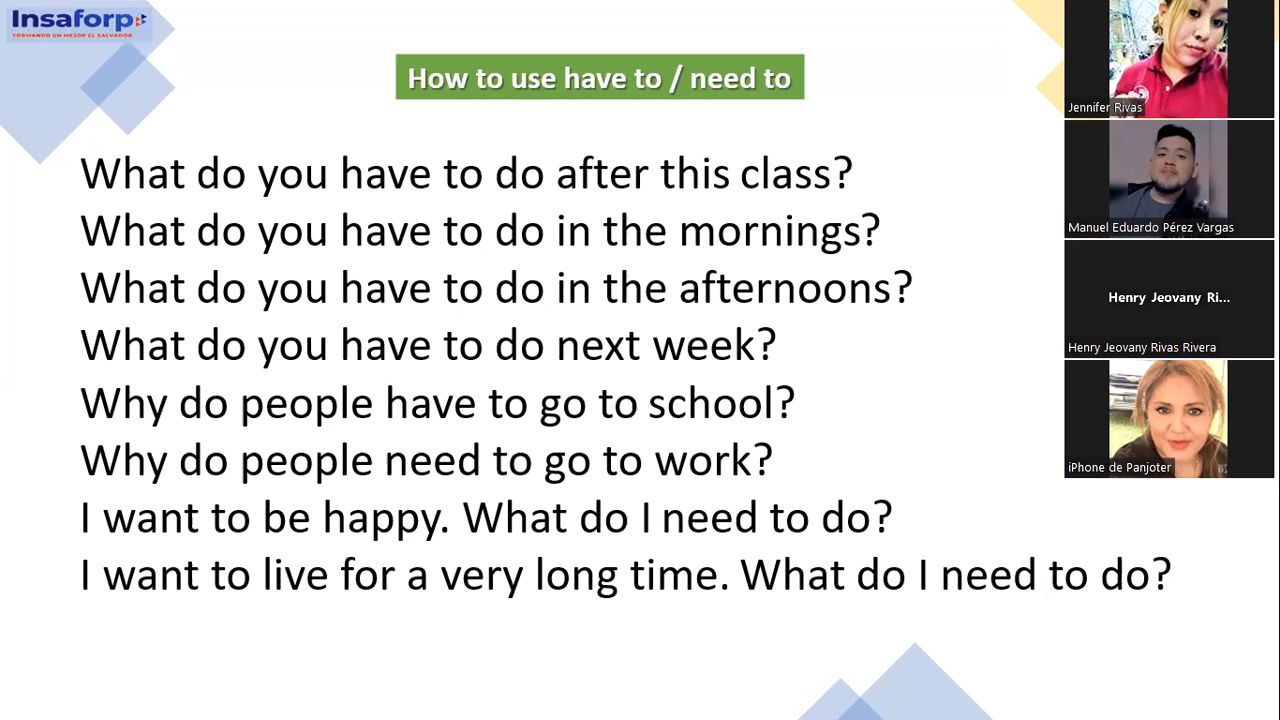 Insaforp
FORMANDO UN MEJOR EL SALVADOR
How to use have to / need to
What do you have to do after this class?
What do you have to do in the mornings?
What do you have to do in the afternoons?
What do you have to do next week?
Why do people have to go to school?
Why do people need to go to work?
I want to be happy. What do I need to do?
I want to live for a very long time. What do I need to do?
Jennifer Rivas
Manuel Eduardo Pérez Vargas
Henry Jeovany Ri...
Henry Jeovany Rivas Rivera
iPhone de Panjoter